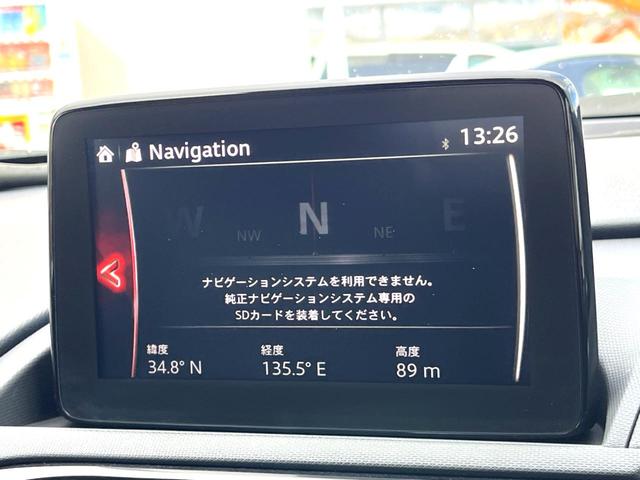 Navigation
13:26
W NW N NE E
ナビゲーションシステムを利用できません。
純正ナビゲーションシステム専用の
SDカードを装着してください。
緯度 経度 高度
34.8° N 135.5° E 89 m